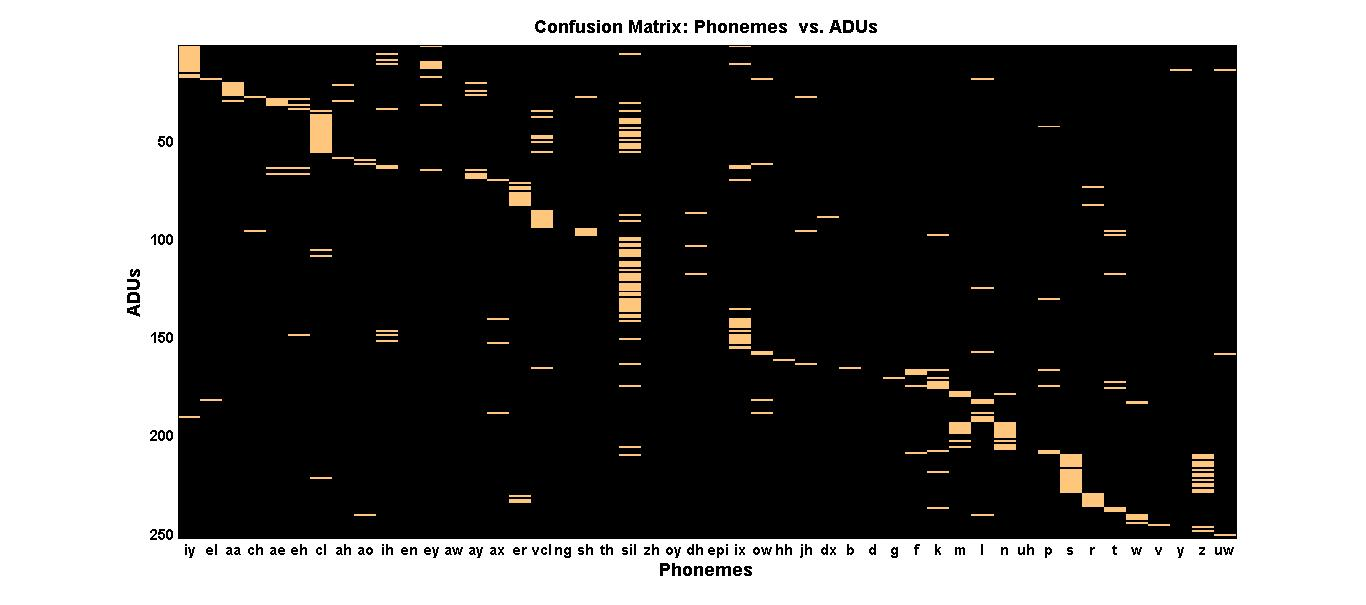 Confusion Matrix: Phonemes vs. ADUs
50
100
150
200
250
ADUs
iy el aa ch ae eh cl ah ao ih en ey aw ay ax er vcl ng sh th sil zh oy dh epi ix ow hh jh dx b d g f k m l n uh p s r t w v y z uw
Phonemes